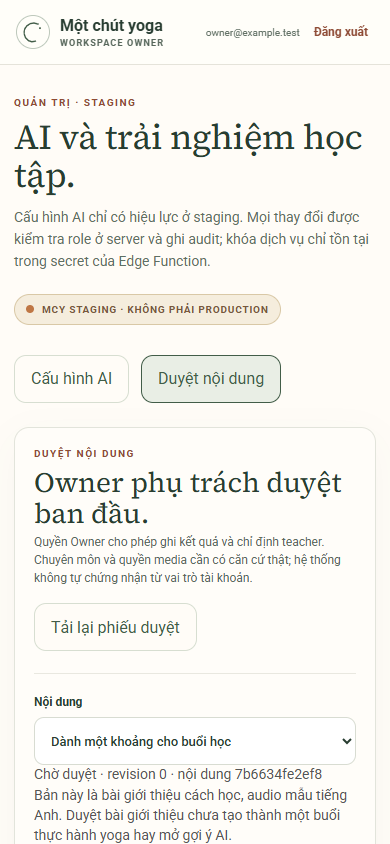 Một chút yoga
WORKSPACE OWNER
owner@example.test
Đăng xuất
QUẢN TRỊ · STAGING
AI và trải nghiệm học
tập.
Cấu hình AI chỉ có hiệu lực ở staging. Mọi thay đổi được
kiểm tra role ở server và ghi audit; khóa dịch vụ chỉ tồn tại
trong secret của Edge Function.
MCY STAGING · KHÔNG PHẢI PRODUCTION
Cấu hình AI
Duyệt nội dung
DUYỆT NỘI DUNG
Owner phụ trách duyệt
ban đầu.
Quyền Owner cho phép ghi kết quả và chỉ định teacher.
Chuyên môn và quyền media cần có căn cứ thật; hệ thống
không tự chứng nhận từ vai trò tài khoản.
Tải lại phiếu duyệt
Nội dung
Dành một khoảng cho buổi học
Chờ duyệt · revision 0 · nội dung 7b6634fe2ef8
Bản này là bài giới thiệu cách học, audio mẫu tiếng
Anh. Duyệt bài giới thiệu chưa tạo thành một buổi
thực hành yoga hay mở gợi ý AI.